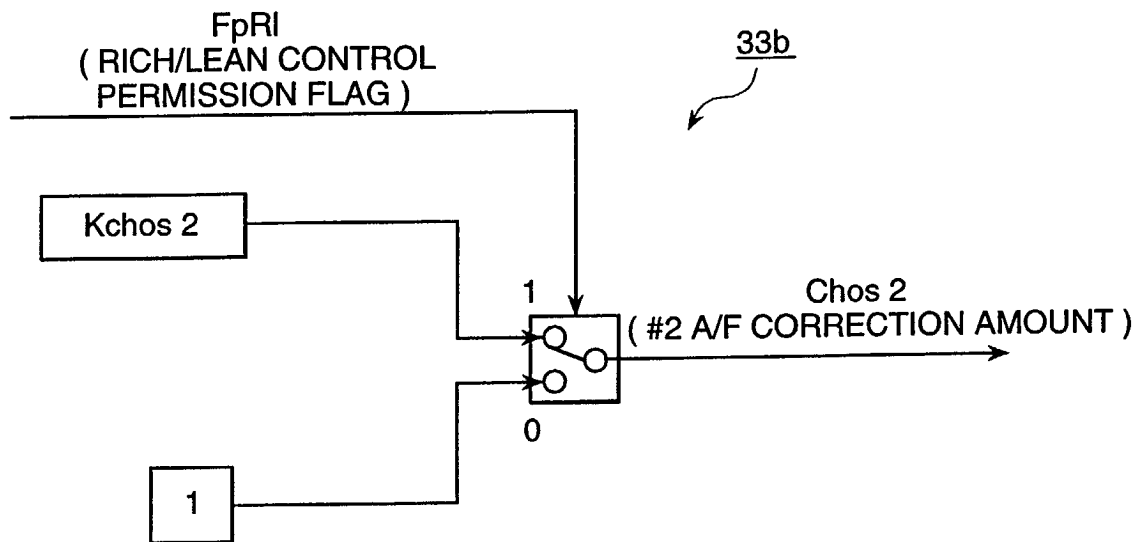 FpRl
( RICH/LEAN CONTROL
PERMISSION FLAG )
33b
Kchos 2
1
Chos 2
( #2 A/F CORRECTION AMOUNT )
0
1